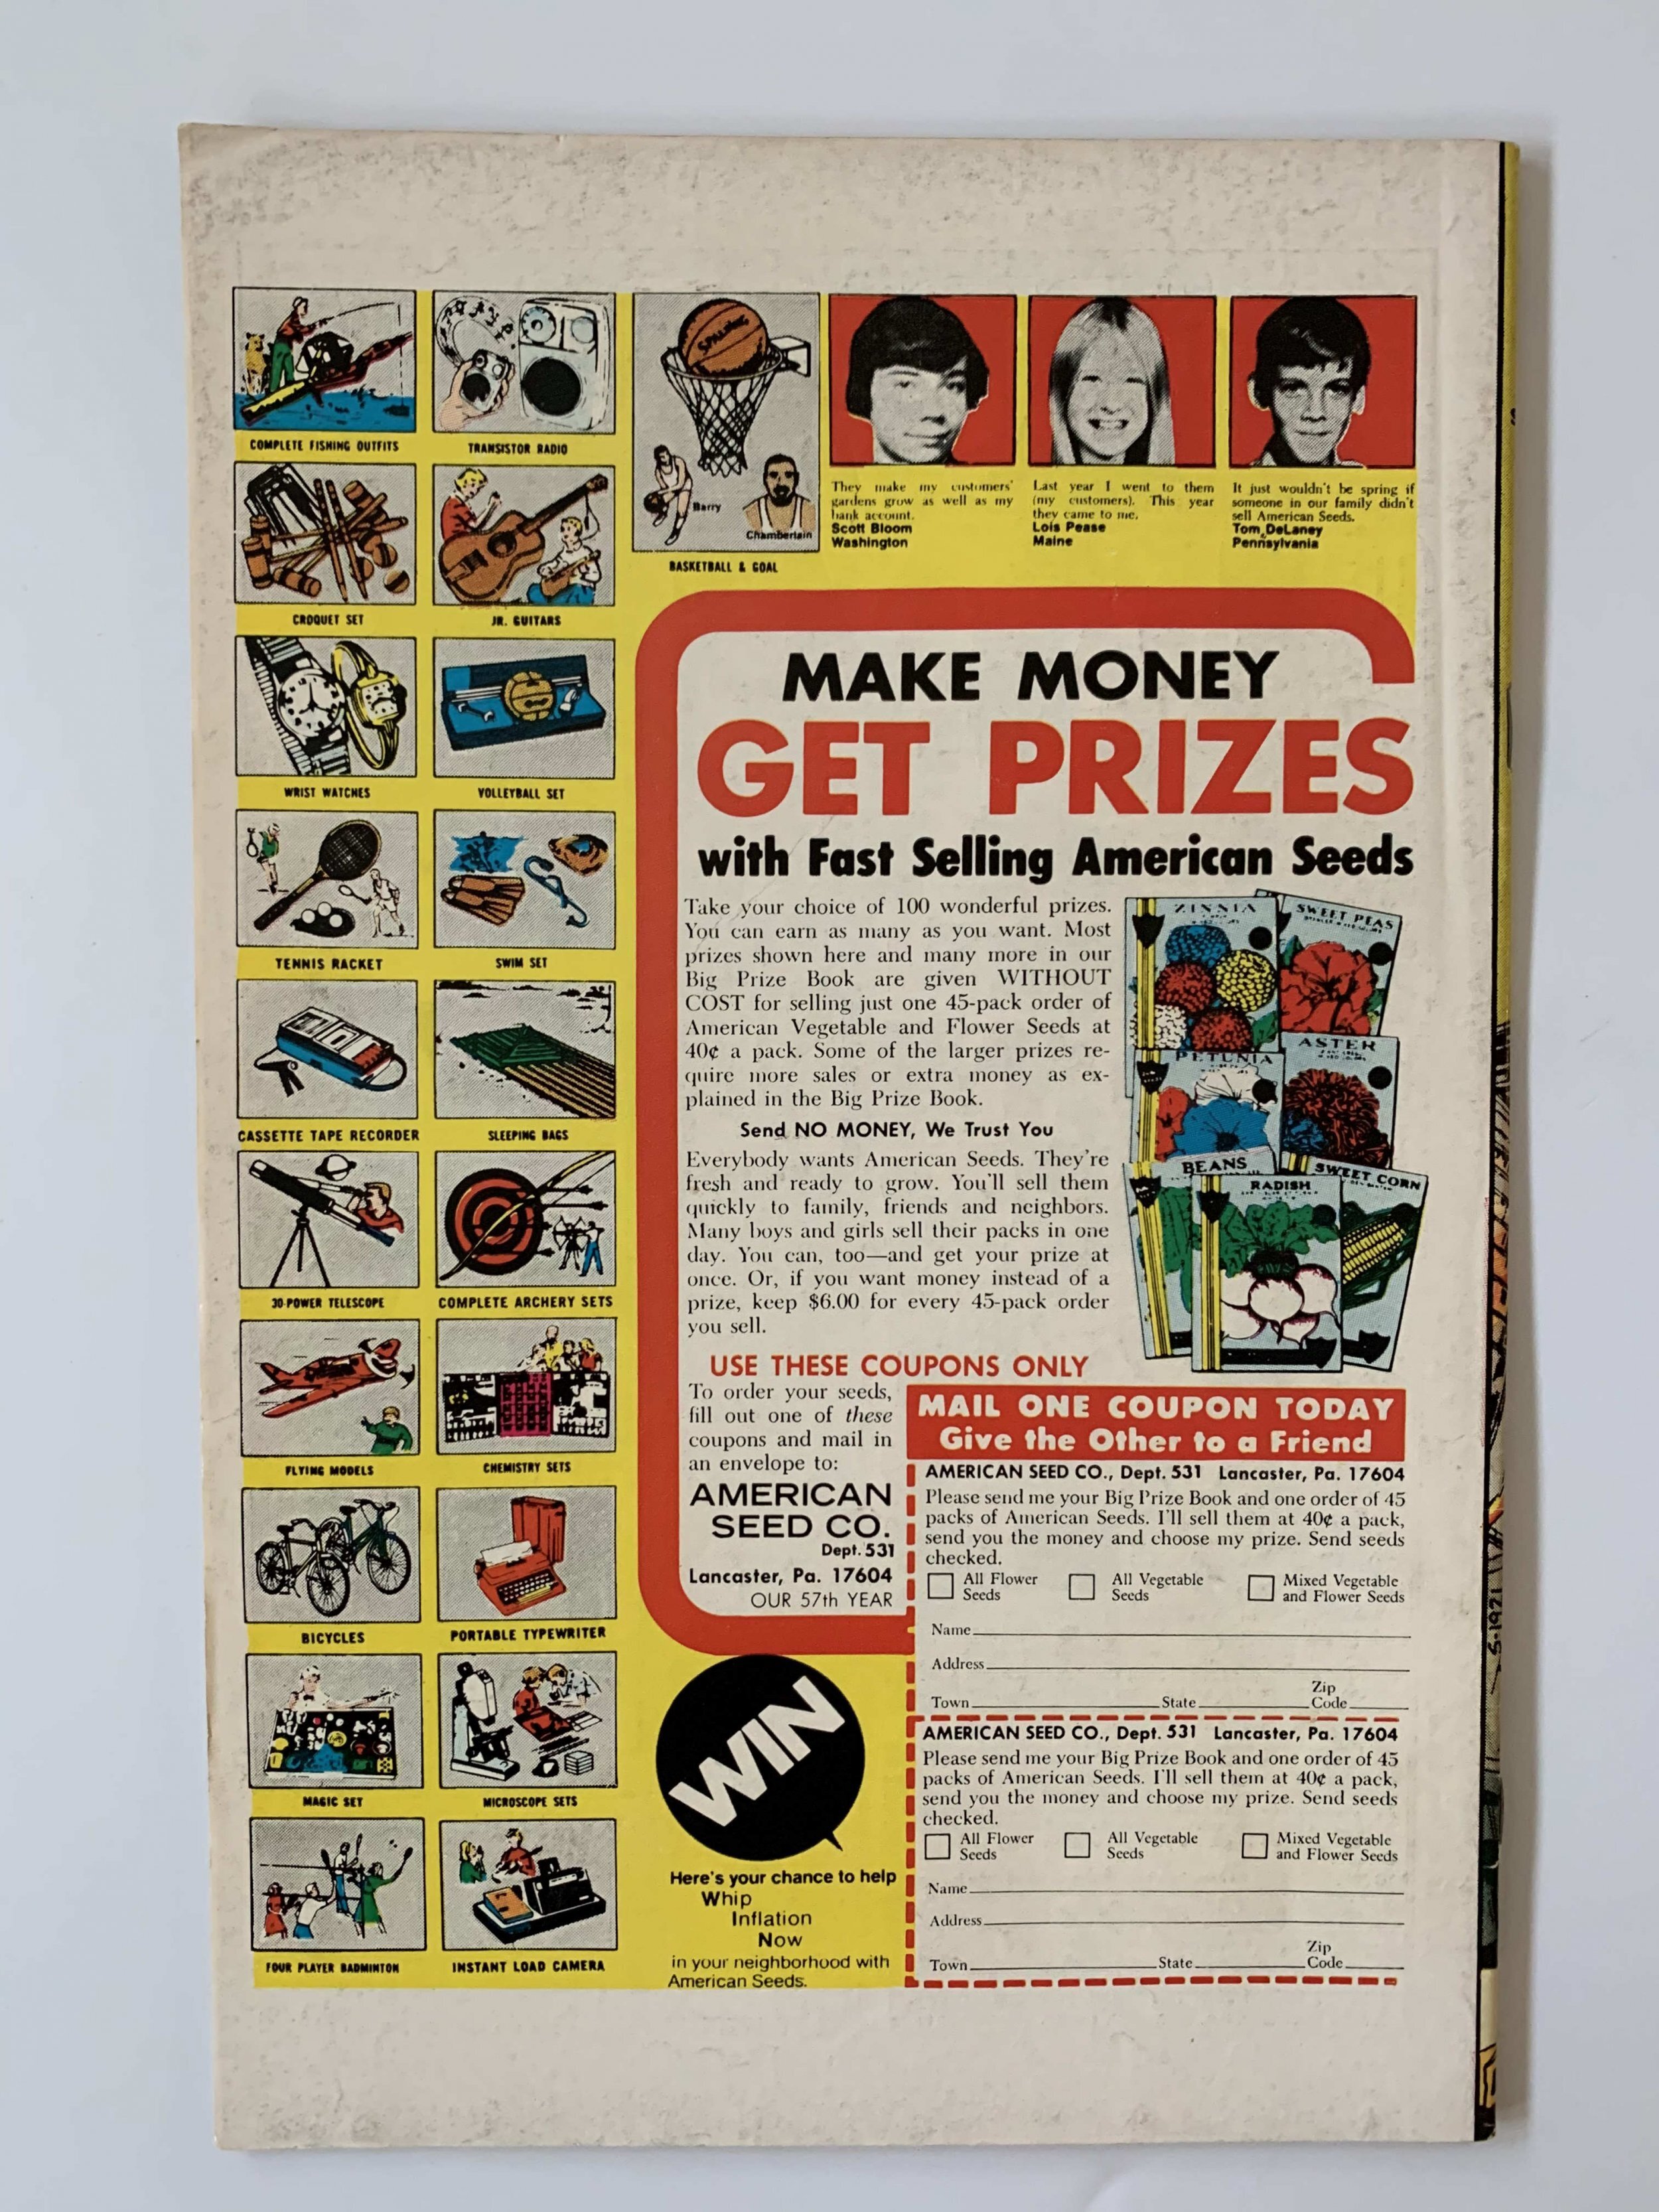 COMPLETE FISHING OUTFITS
TRANSISTOR RADIO
CROQUET SET
JR. GUITARS
WRIST WATCHES
VOLLEYBALL SET
TENNIS RACKET
SWIM SET
CASSETTE TAPE RECORDER
SLEEPING BAGS
30-POWER TELESCOPE
COMPLETE ARCHERY SETS
FLYING MODELS
CHEMISTRY SETS
BICYCLES
PORTABLE TYPEWRITER
MAGIC SET
MICROSCOPE SETS
FOUR PLAYER BADMINTON
INSTANT LOAD CAMERA
SPALDING
Barry
Chamberlain
BASKETBALL & GOAL
They make my customers'
gardens grow as well as my
bank account.
Scott Bloom
Washington
Last year I went to them
(my customers). This year
they came to me.
Lois Pease
Maine
It just wouldn't be spring if
someone in our family didn't
sell American Seeds.
Tom DeLaney
Pennsylvania
MAKE MONEY
GET PRIZES
with Fast Selling American Seeds
Take your choice of 100 wonderful prizes.
You can earn as many as you want. Most
prizes shown here and many more in our
Big Prize Book are given WITHOUT
COST for selling just one 45-pack order of
American Vegetable and Flower Seeds at
40¢ a pack. Some of the larger prizes re-
quire more sales or extra money as ex-
plained in the Big Prize Book.
Send NO MONEY, We Trust You
Everybody wants American Seeds. They're
fresh and ready to grow. You'll sell them
quickly to family, friends and neighbors.
Many boys and girls sell their packs in one
day. You can, too—and get your prize at
once. Or, if you want money instead of a
prize, keep $6.00 for every 45-pack order
you sell.
ZINNIA
SWEET PEAS
PETUNIA
ASTER
BEANS
RADISH
SWEET CORN
USE THESE COUPONS ONLY
To order your seeds,
fill out one of these
coupons and mail in
an envelope to:
AMERICAN
SEED CO.
Dept. 531
Lancaster, Pa. 17604
OUR 57th YEAR
MAIL ONE COUPON TODAY
Give the Other to a Friend
AMERICAN SEED CO., Dept. 531 Lancaster, Pa. 17604
Please send me your Big Prize Book and one order of 45
packs of American Seeds. I'll sell them at 40¢ a pack,
send you the money and choose my prize. Send seeds
checked.
All Flower Seeds
All Vegetable Seeds
Mixed Vegetable and Flower Seeds
Name
Address
Town State Zip Code
AMERICAN SEED CO., Dept. 531 Lancaster, Pa. 17604
Please send me your Big Prize Book and one order of 45
packs of American Seeds. I'll sell them at 40¢ a pack,
send you the money and choose my prize. Send seeds
checked.
All Flower Seeds
All Vegetable Seeds
Mixed Vegetable and Flower Seeds
Name
Address
Town State Zip Code
WIN
Here's your chance to help
Whip
Inflation
Now
in your neighborhood with
American Seeds.